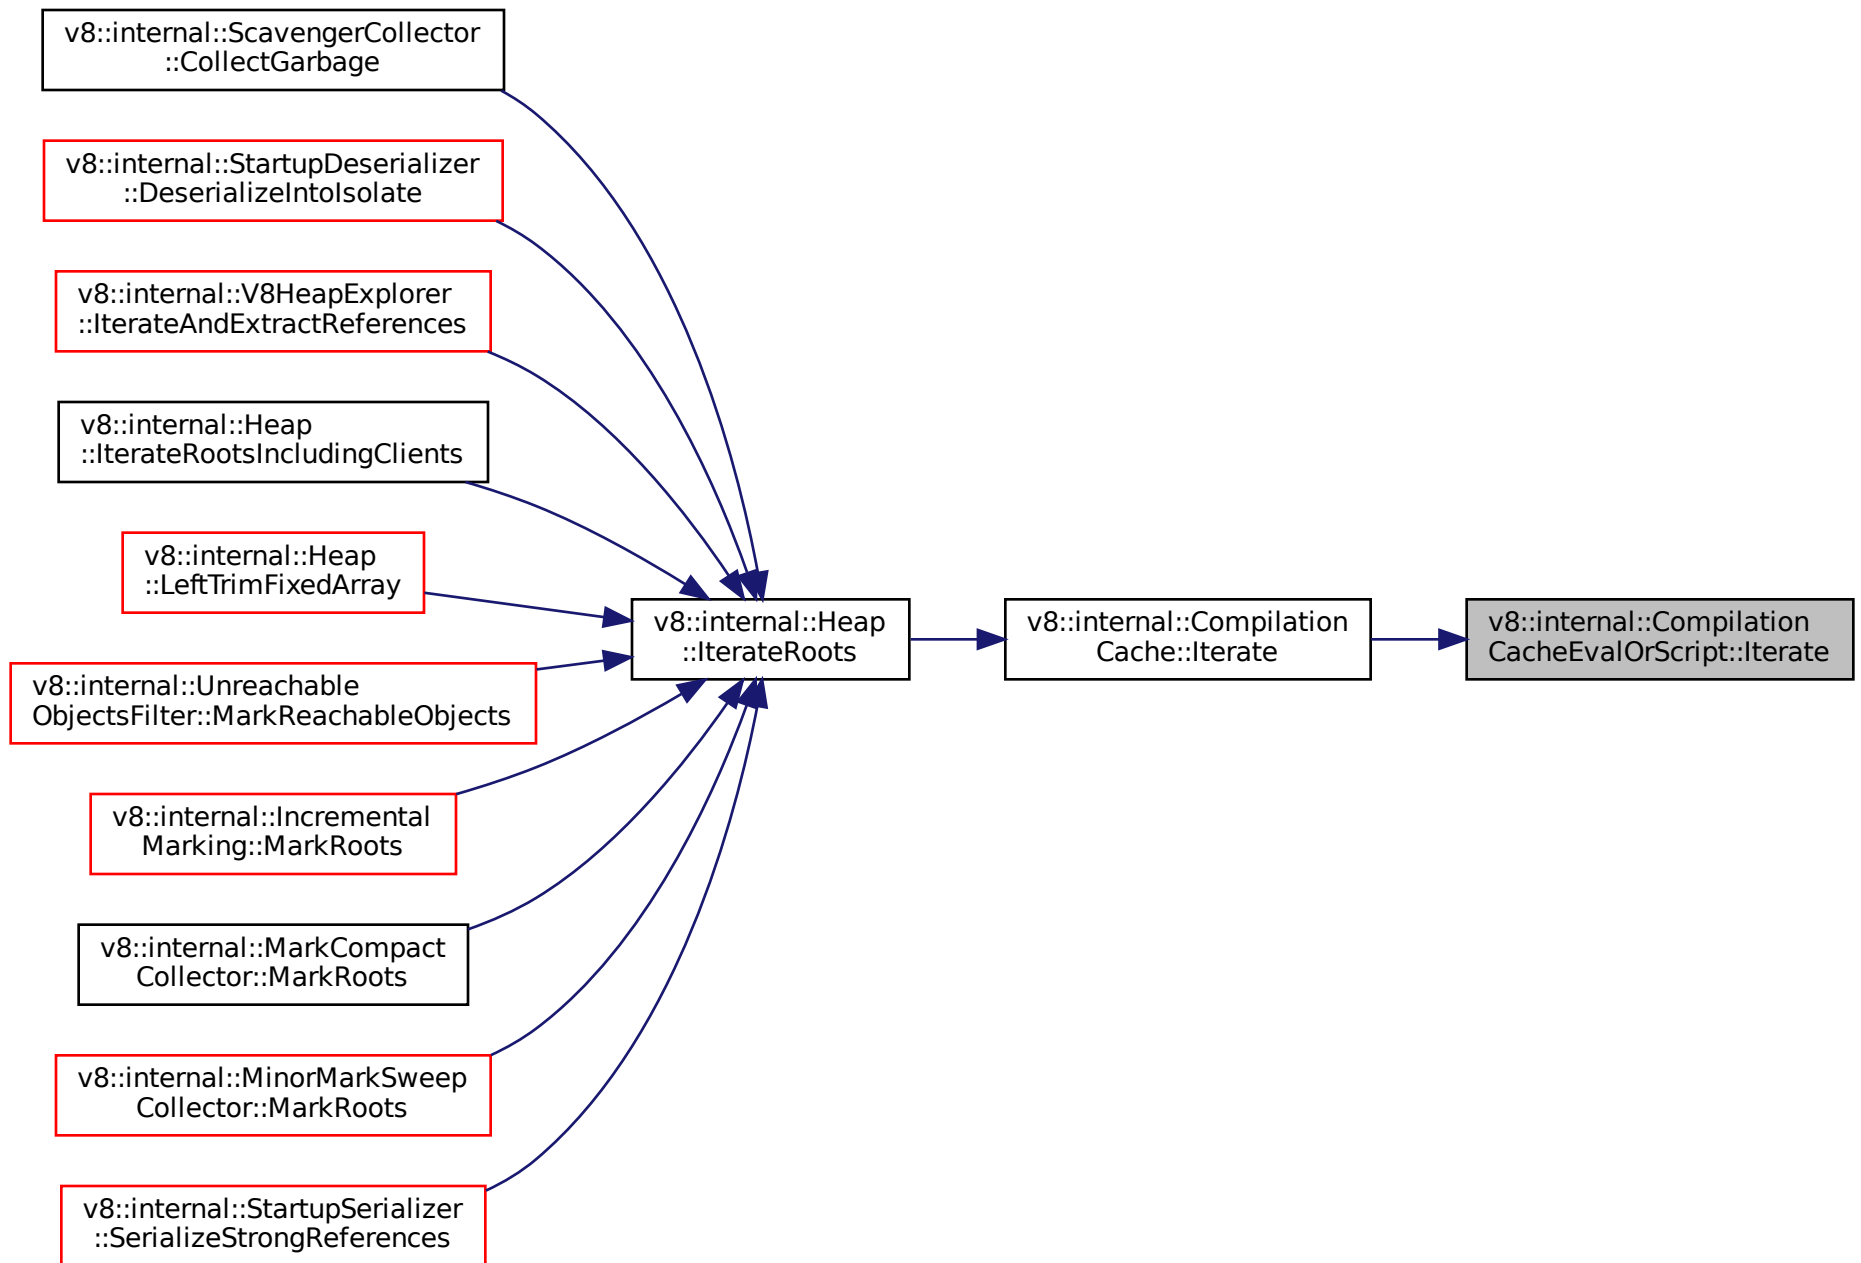 v8::internal::ScavengerCollector
::CollectGarbage
v8::internal::StartupDeserializer
::DeserializeIntoIsolate
v8::internal::V8HeapExplorer
::IterateAndExtractReferences
v8::internal::Heap
::IterateRootsIncludingClients
v8::internal::Heap
::LeftTrimFixedArray
v8::internal::Unreachable
ObjectsFilter::MarkReachableObjects
v8::internal::Incremental
Marking::MarkRoots
v8::internal::MarkCompact
Collector::MarkRoots
v8::internal::MinorMarkSweep
Collector::MarkRoots
v8::internal::StartupSerializer
::SerializeStrongReferences
v8::internal::Heap
::IterateRoots
v8::internal::Compilation
Cache::Iterate
v8::internal::Compilation
CacheEvalOrScript::Iterate